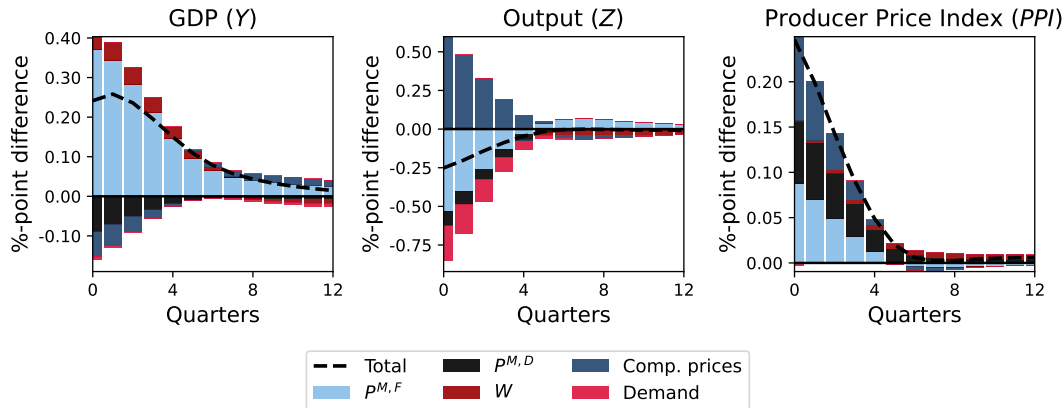 GDP (Y)
%-point difference
0.40
0.30
0.20
0.10
0.00
-0.10
0
4
8
12
Quarters
Output (Z)
%-point difference
0.50
0.25
0.00
-0.25
-0.50
-0.75
0
4
8
12
Quarters
Producer Price Index (PPI)
%-point difference
0.20
0.15
0.10
0.05
0.00
0
4
8
12
Quarters
Total
P^{M,F}
P^{M,D}
W
Comp. prices
Demand